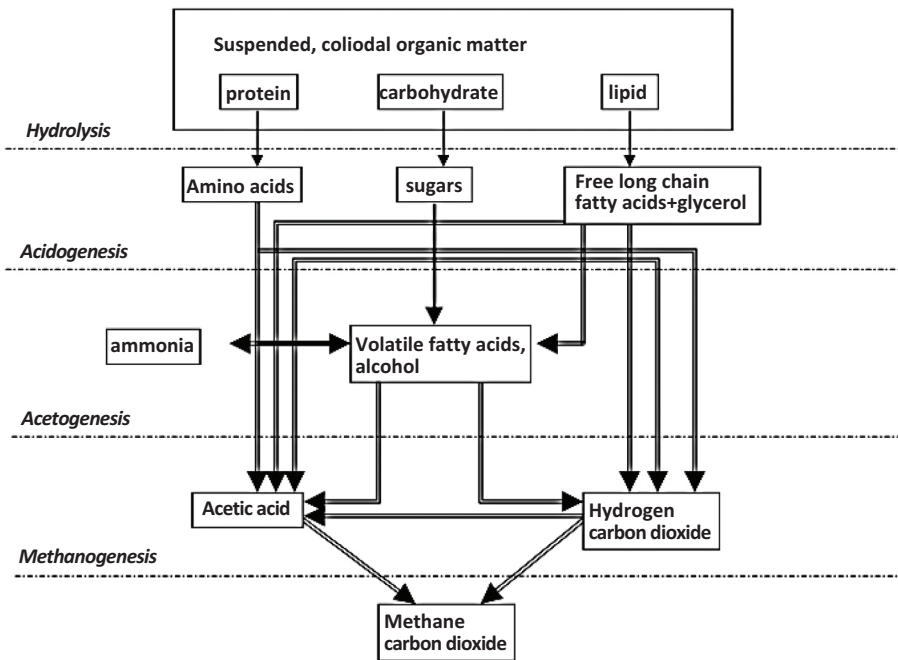 Suspended, coliodal organic matter
protein
carbohydrate
lipid
Hydrolysis
Amino acids
sugars
Free long chain
fatty acids+glycerol
Acidogenesis
ammonia
Volatile fatty acids,
alcohol
Acetogenesis
Acetic acid
Hydrogen
carbon dioxide
Methanogenesis
Methane
carbon dioxide